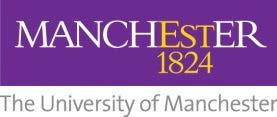 MANCHESTER
1824
The University of Manchester